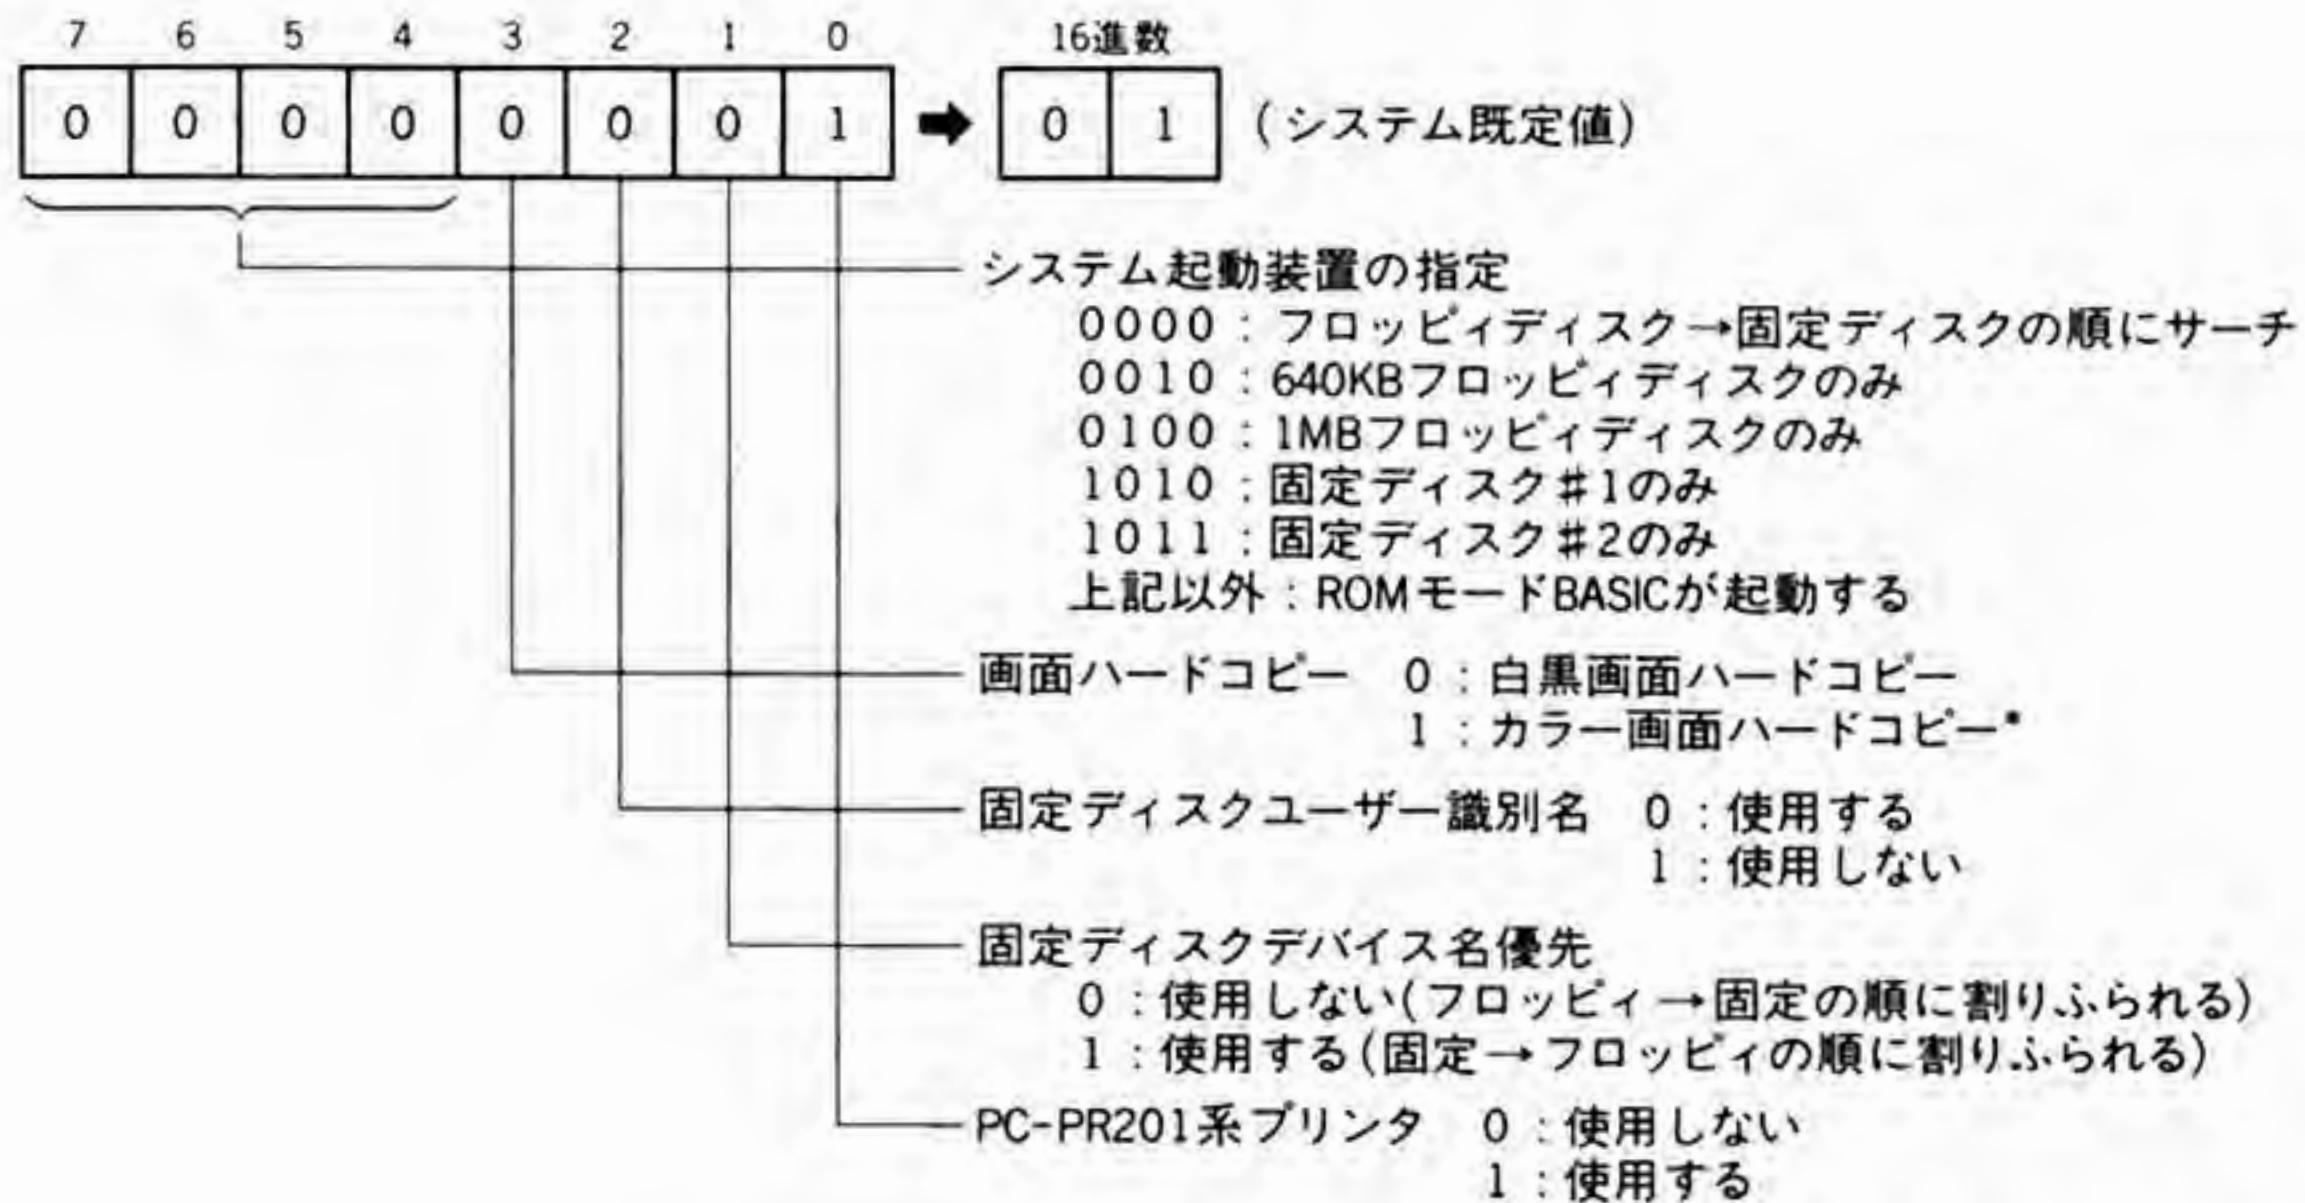 7 6 5 4 3 2 1 0 16進数
0 0 0 0 0 0 0 1 ➡ 0 1 (システム既定値)
システム起動装置の指定
0000：フロッピィディスク→固定ディスクの順にサーチ
0010：640KBフロッピィディスクのみ
0100：1MBフロッピィディスクのみ
1010：固定ディスク♯1のみ
1011：固定ディスク♯2のみ
上記以外：ROMモードBASICが起動する
画面ハードコピー 0：白黒画面ハードコピー
1：カラー画面ハードコピー*
固定ディスクユーザー識別名 0：使用する
1：使用しない
固定ディスクデバイス名優先
0：使用しない(フロッピィ→固定の順に割りふられる)
1：使用する(固定→フロッピィの順に割りふられる)
PC-PR201系プリンタ 0：使用しない
1：使用する